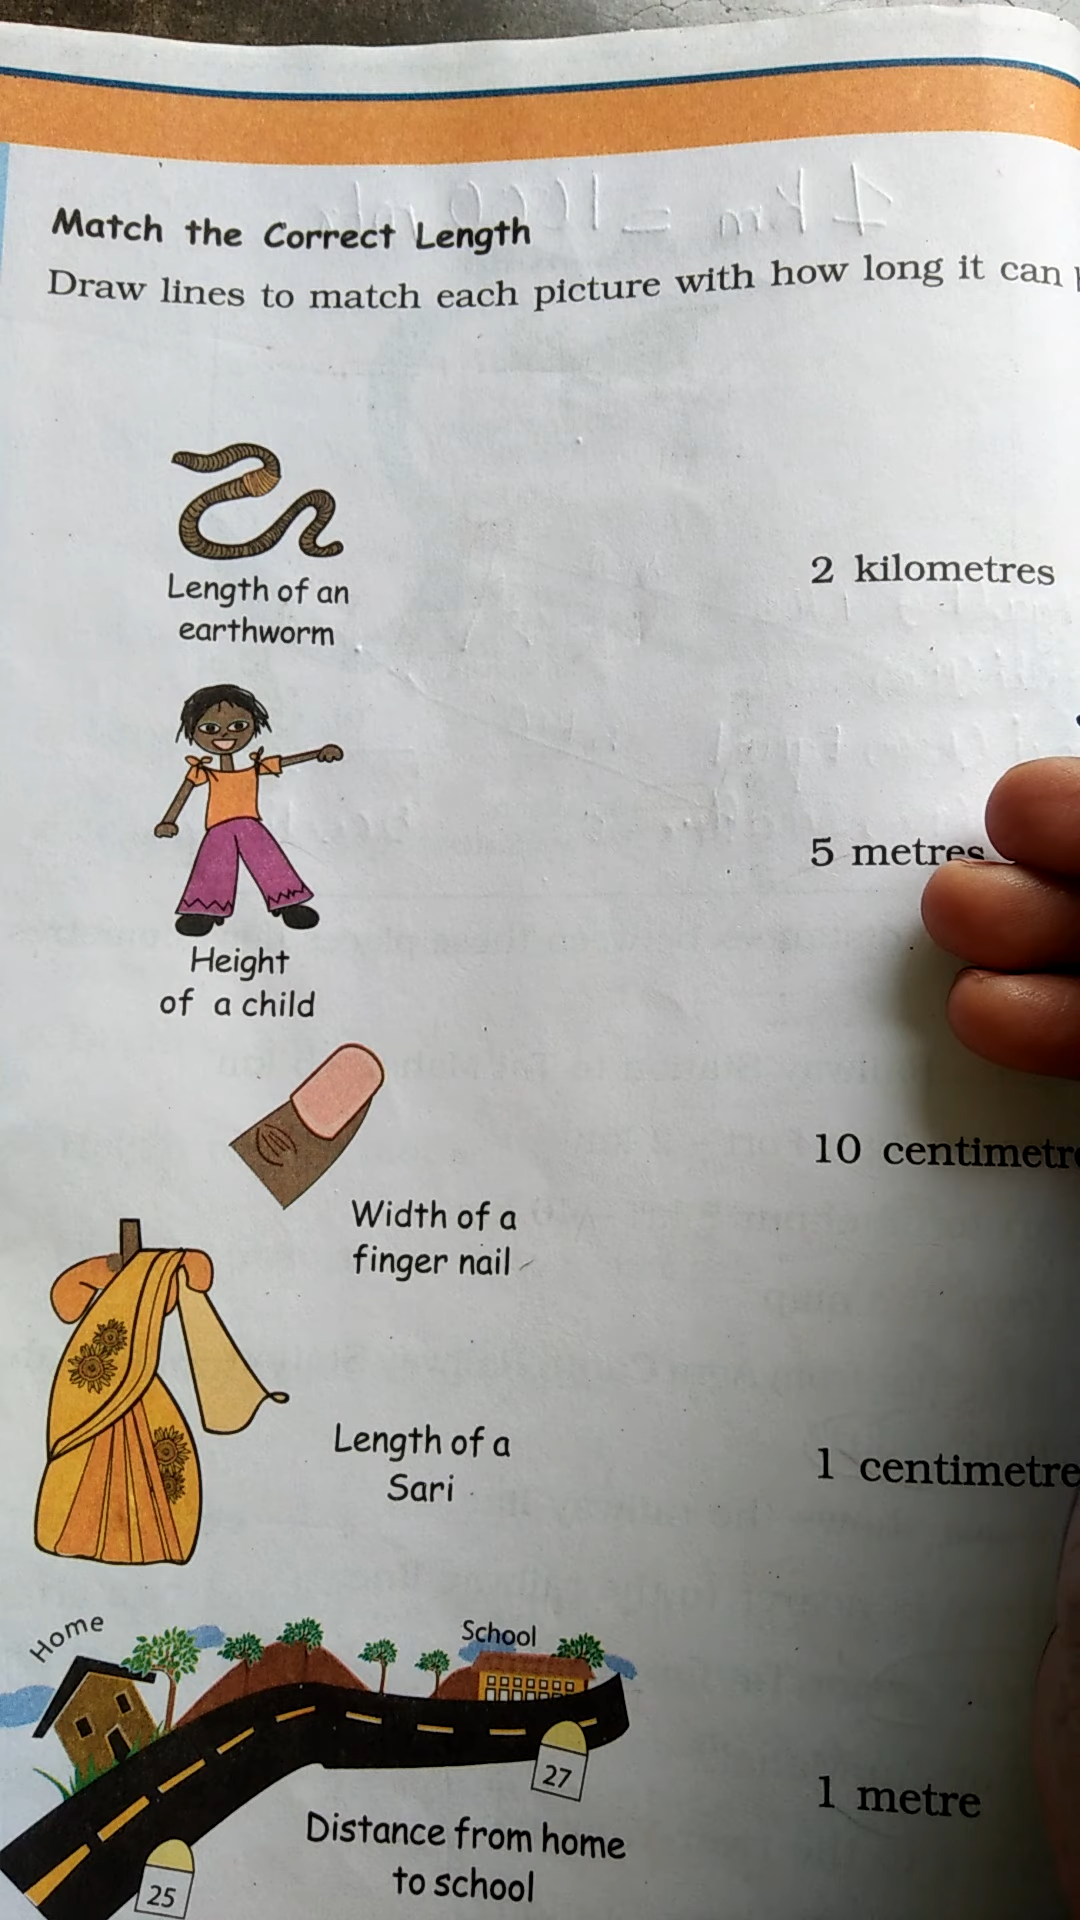 Match the Correct Length
Draw lines to match each picture with how long it can
Length of an
earthworm
2 kilometres
Height
of a child
5 metres
Width of a
finger nail
10
Length of a
Sari
1 centimetre
Home
School
27
25
Distance from home
to school
1 metre